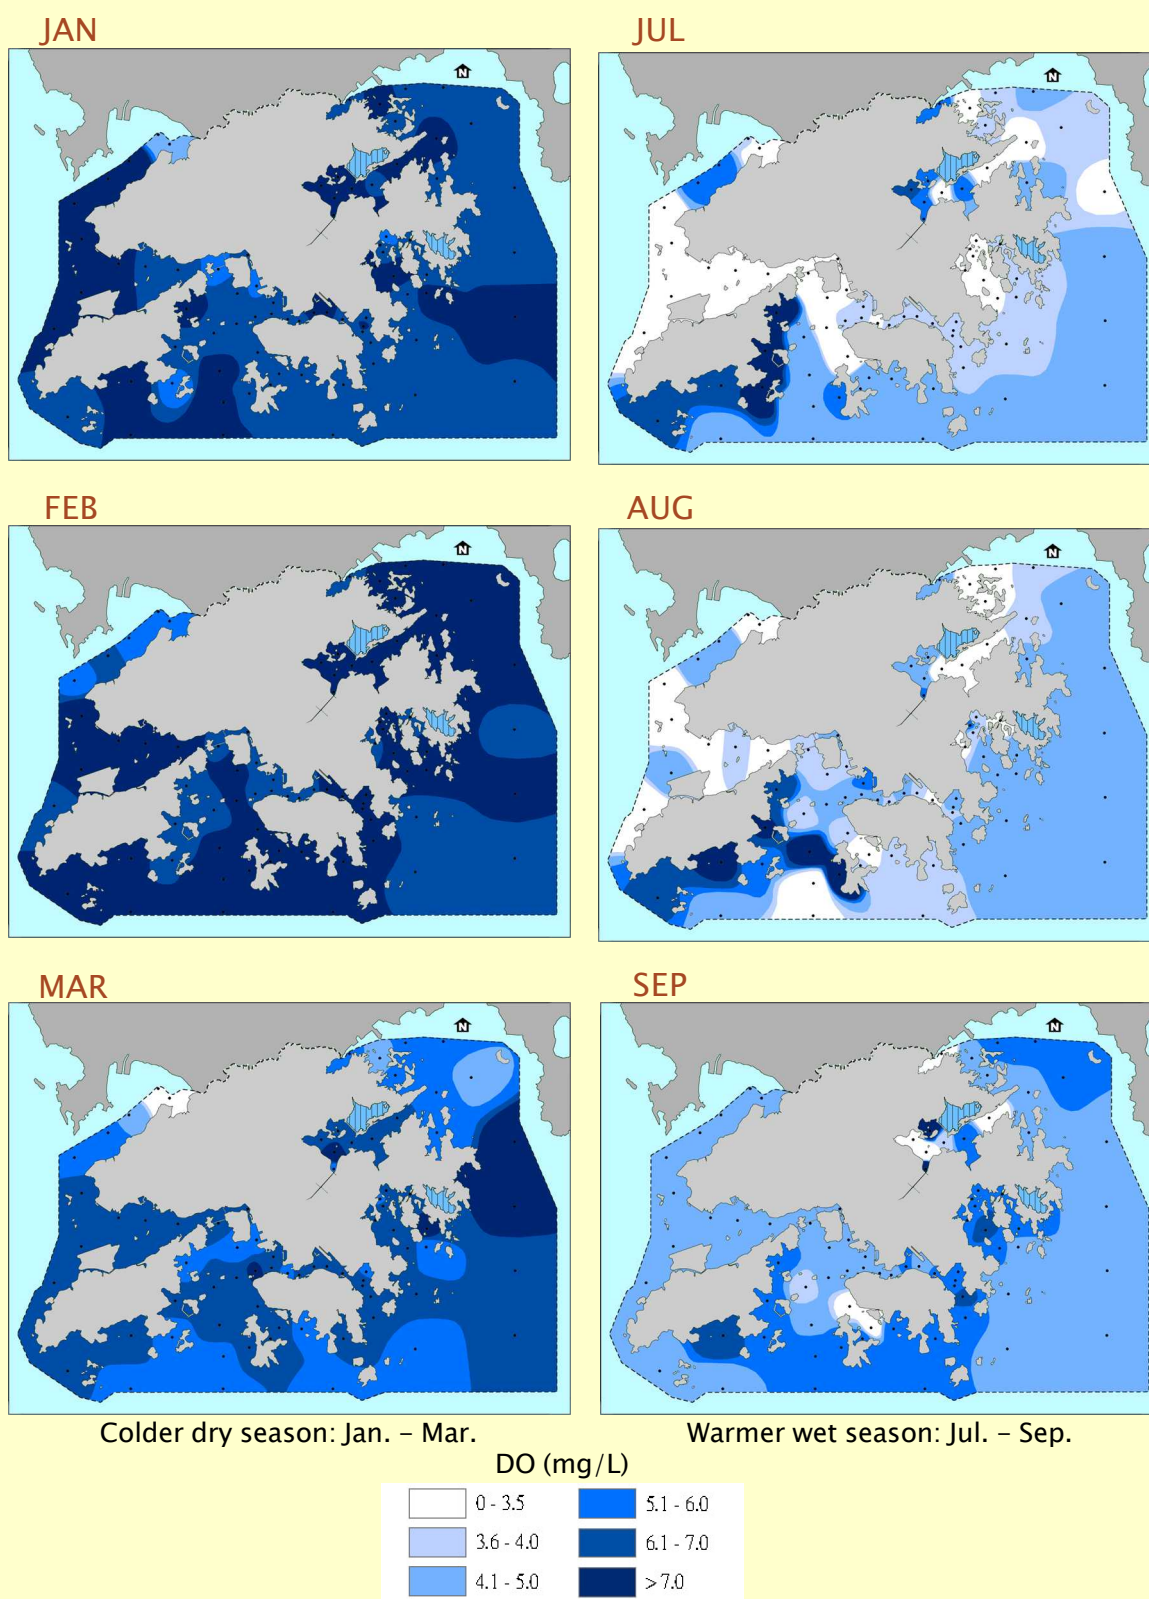 JAN
JUL
N
N
FEB
AUG
N
N
MAR
SEP
N
N
Colder dry season: Jan. – Mar.
Warmer wet season: Jul. – Sep.
DO (mg/L)
0 - 3.5
5.1 - 6.0
3.6 - 4.0
6.1 - 7.0
4.1 - 5.0
>7.0